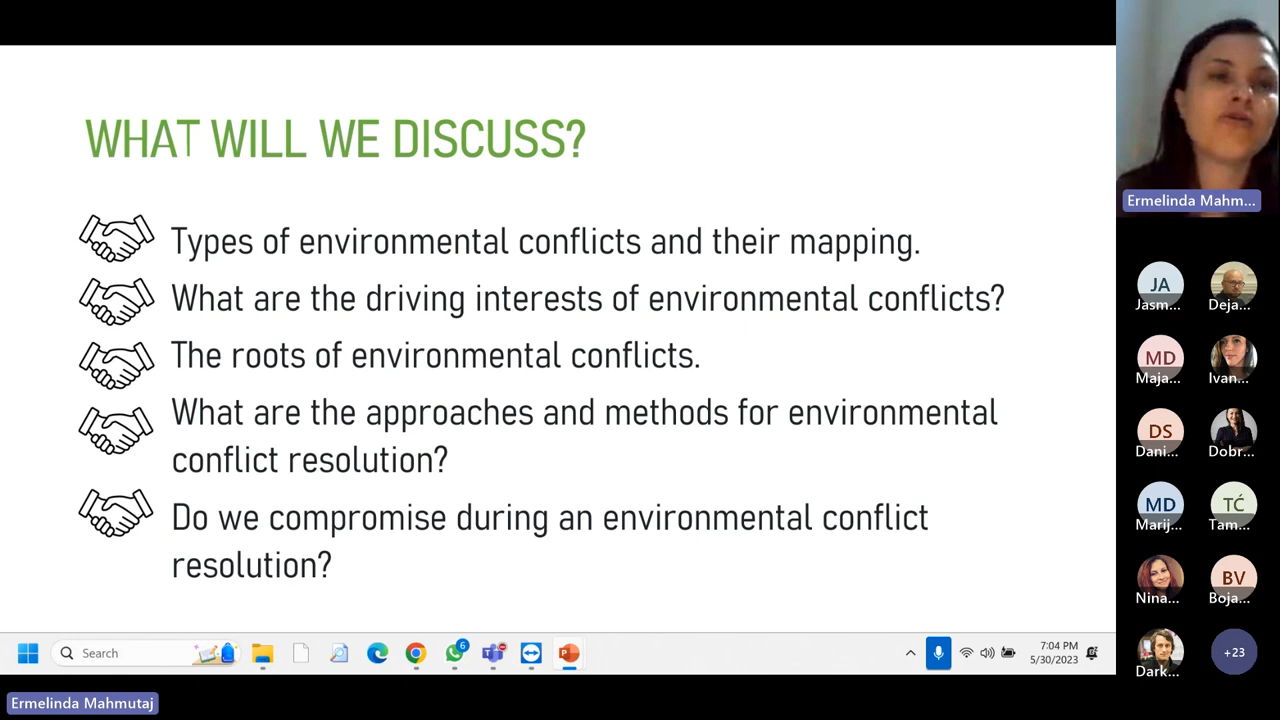 WHAT WILL WE DISCUSS?
Types of environmental conflicts and their mapping.
What are the driving interests of environmental conflicts?
The roots of environmental conflicts.
What are the approaches and methods for environmental
conflict resolution?
Do we compromise during an environmental conflict
resolution?
Search
6
7:04 PM
5/30/2023
Ermelinda Mahmutaj
Ermelinda Mahm...
JA
Jasm...
Deja...
MD
Maja...
Ivan...
DS
Dani...
Dobr...
MD
Marij...
TĆ
Tam...
Nina...
BV
Boja...
Dark...
+23